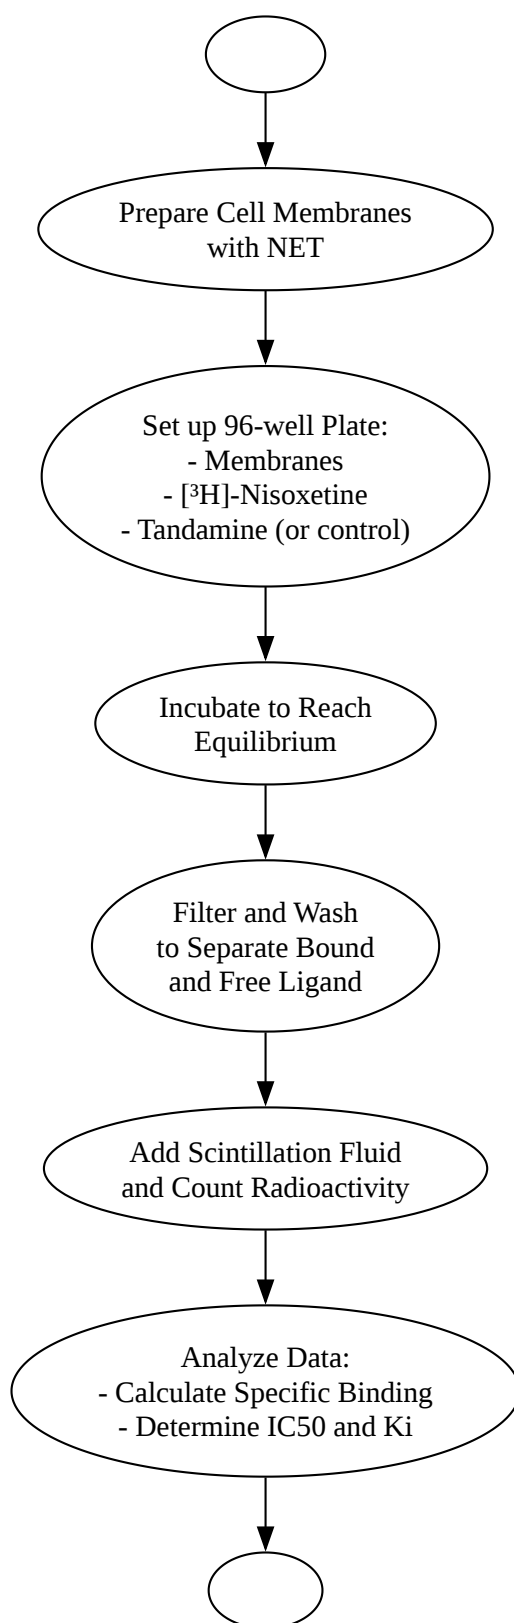 Prepare Cell Membranes
with NET
Set up 96-well Plate:
- Membranes
- [³H]-Nisoxetine
- Tandamine (or control)
Incubate to Reach
Equilibrium
Filter and Wash
to Separate Bound
and Free Ligand
Add Scintillation Fluid
and Count Radioactivity
Analyze Data:
- Calculate Specific Binding
- Determine IC50 and Ki